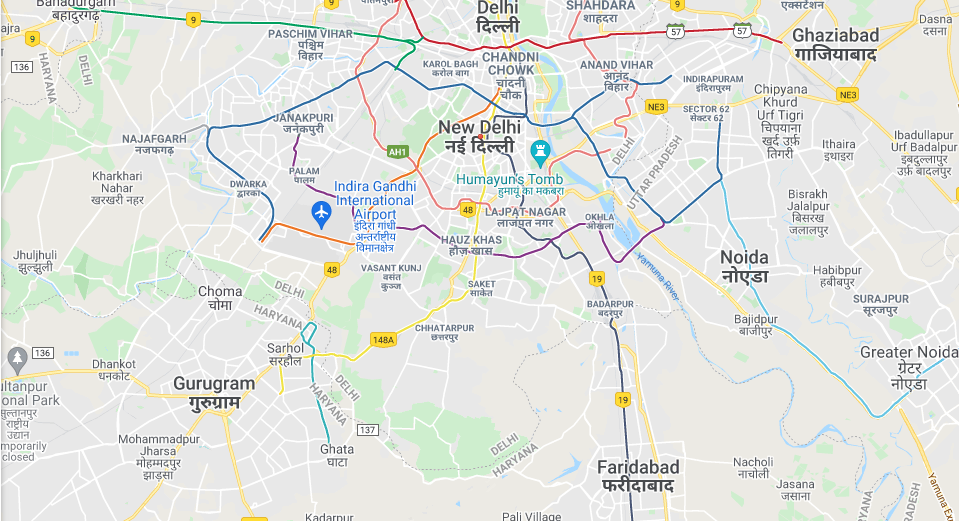 Bahadurgarh
बहादुरगढ़
9
9
9
Delhi
दिल्ली
SHAHDARA
शाहदरा
एक्सटेंशन
9
57
57
Ghaziabad
गाजियाबाद
Dasna
दसना
PASCHIM VIHAR
पश्चिम
विहार
136
HARYANA
DELHI
KAROL BAGH
करोल बाग
CHANDNI
CHOWK
चांदनी
चौक
ANAND VIHAR
आनंद
विहार
INDIRAPURAM
इंदिरापुरम
Chipyana
Khurd
Urf Tigri
चिपयाना
खर्द उर्फ़
तिगरी
NE3
NE3
SECTOR 62
सेक्टर 62
JANAKPURI
जनकपुरी
NAJAFGARH
नजफगढ़
New Delhi
नई दिल्ली
AH1
DELHI
UTTAR PRADESH
Ithaira
इथाइरा
Ibadullapur
Urf Badalpur
इबदुल्लापुर
उर्फ़ बादलपुर
Kharkhari
Nahar
खरखरी नहर
PALAM
पालम
DWARKA
द्वारका
Indira Gandhi
International
Airport
इंदिरा गांधी
अन्तर्राष्ट्रीय
विमानक्षेत्र
Humayun's Tomb
हुमायूं का मकबरा
48
LAJPAT NAGAR
लाजपत नगर
OKHLA
ओखला
Bisrakh
Jalalpur
बिसरख
जलालपुर
HAUZ KHAS
हौज़ खास
Jhuljhuli
झुल्झुली
48
VASANT KUNJ
वसंत
कुञ्ज
SAKET
साकेत
19
Yamuna River
Noida
नोएडा
Habibpur
हबीबपुर
Choma
चोमा
HARYANA
BADARPUR
बदरपुर
SURAJPUR
सूरजपुर
Bajidpur
बाजीदपुर
CHHATARPUR
छत्तरपुर
148A
Sarhol
सरहौल
136
Dhankot
धनकोट
Greater Noida
ग्रेटर
नोएडा
Gurugram
गुरुग्राम
DELHI
HARYANA
19
ultanpur
onal Park
सुल्तानपुर
राष्ट्रीय
उद्यान
mporarily
closed
137
Mohammadpur
Jharsa
मोहम्मदपुर
झाड़सा
Ghata
घाटा
DELHI
HARYANA
Faridabad
फरीदाबाद
Nacholi
नाचोली
Jasana
जसाना
Kadarpur
Pali Village